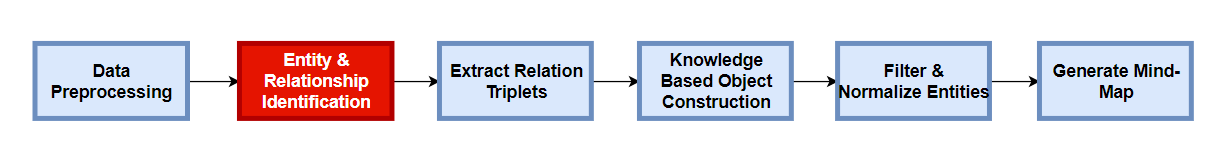 Data
Preprocessing
Entity &
Relationship
Identification
Extract Relation
Triplets
Knowledge
Based Object
Construction
Filter &
Normalize Entities
Generate Mind-
Map